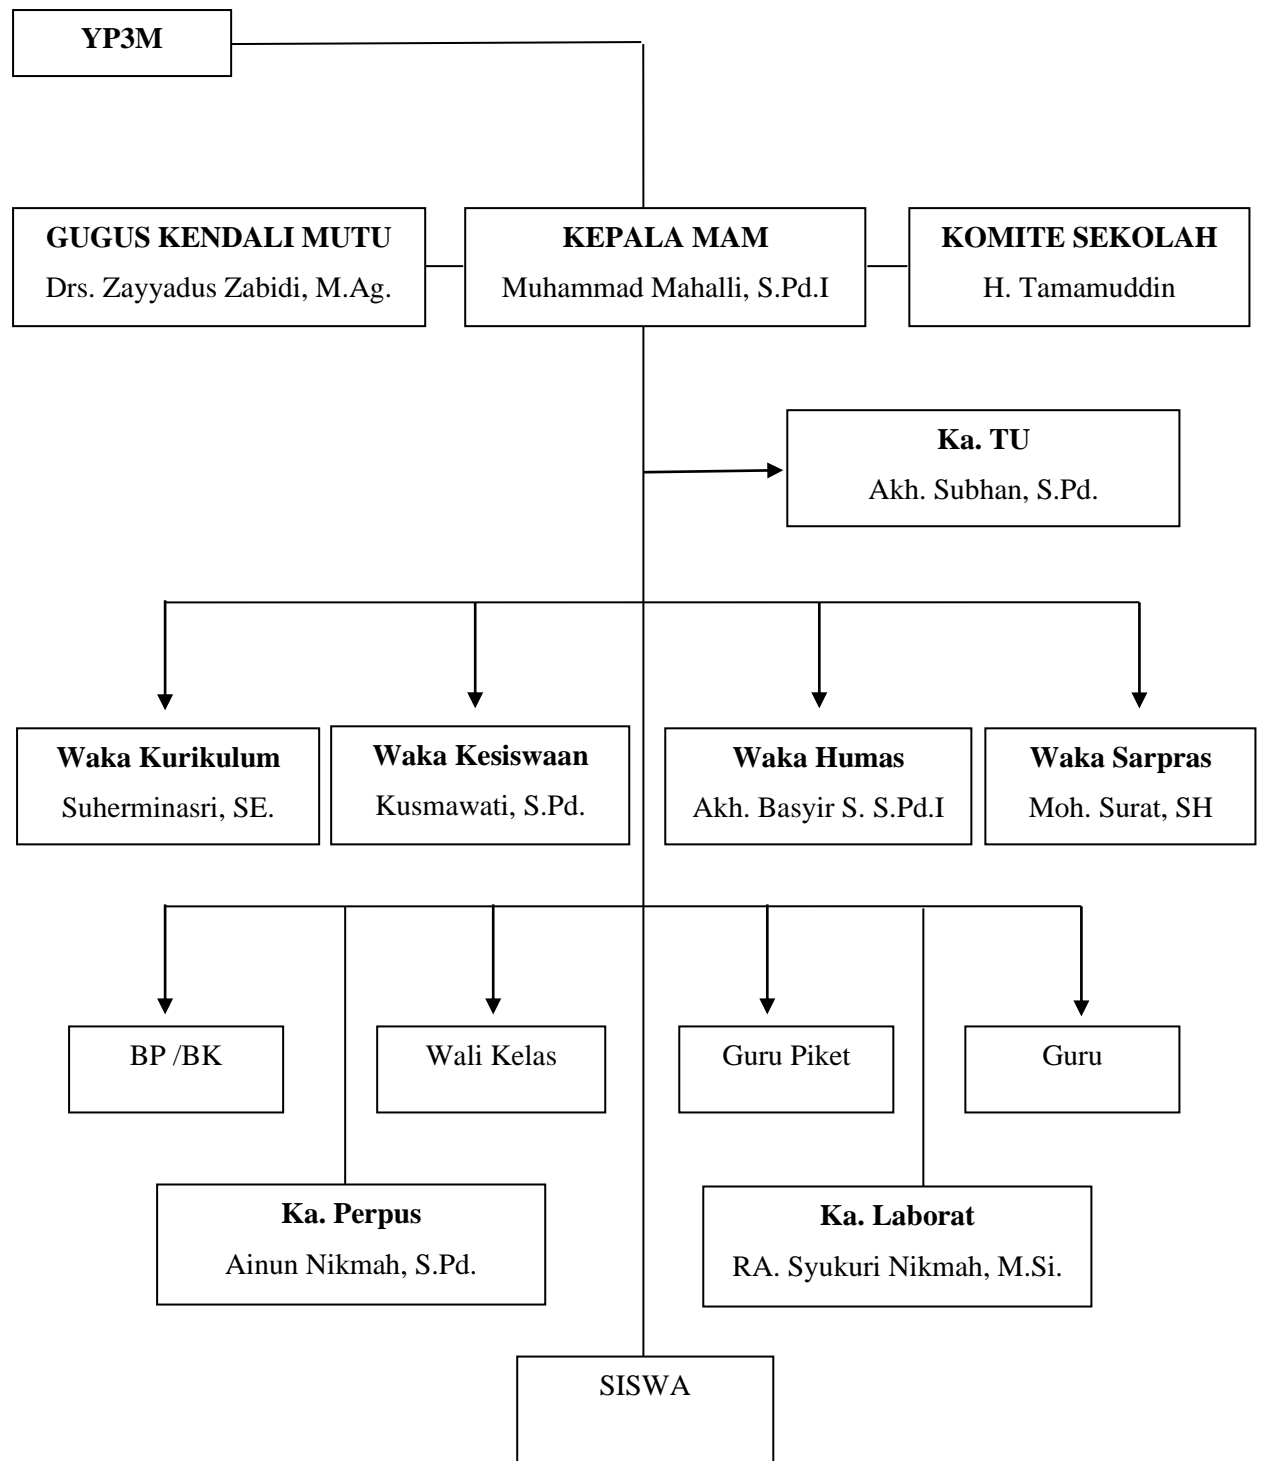 YP3M
GUGUS KENDALI MUTU
Drs. Zayyadus Zabidi, M.Ag.
KEPALA MAM
Muhammad Mahalli, S.Pd.I
KOMITE SEKOLAH
H. Tamamuddin
Ka. TU
Akh. Subhan, S.Pd.
Waka Kurikulum
Suherminasri, SE.
Waka Kesiswaan
Kusmawati, S.Pd.
Waka Humas
Akh. Basyir S. S.Pd.I
Waka Sarpras
Moh. Surat, SH
BP /BK
Wali Kelas
Guru Piket
Guru
Ka. Perpus
Ainun Nikmah, S.Pd.
Ka. Laborat
RA. Syukuri Nikmah, M.Si.
SISWA